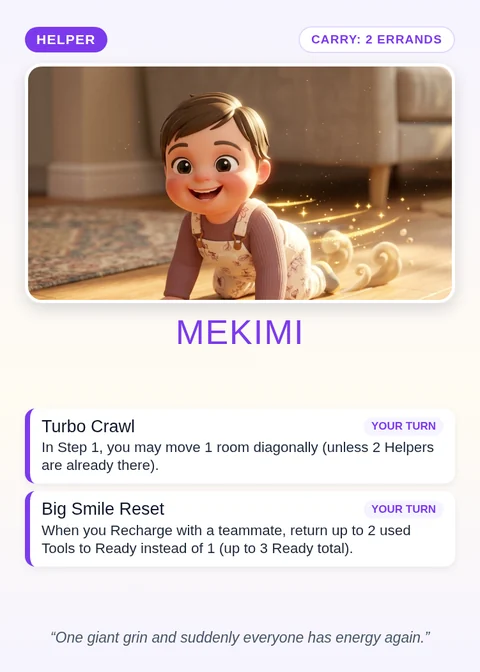 HELPER
CARRY: 2 ERRANDS
MEKIMI
Turbo Crawl
YOUR TURN
In Step 1, you may move 1 room diagonally (unless 2 Helpers
are already there).
Big Smile Reset
YOUR TURN
When you Recharge with a teammate, return up to 2 used
Tools to Ready instead of 1 (up to 3 Ready total).
“One giant grin and suddenly everyone has energy again.”